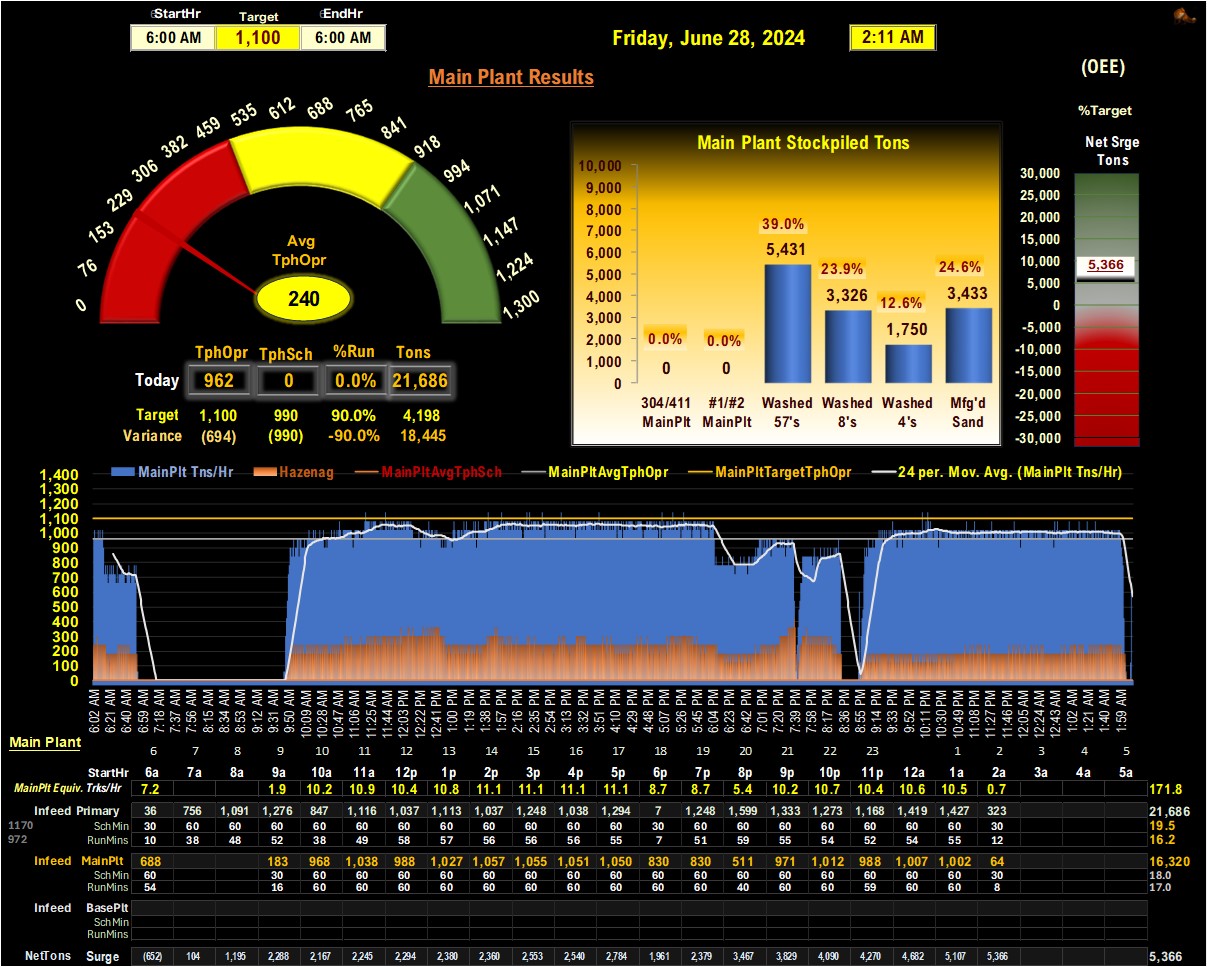 StartHr Target EndHr
6:00 AM 1,100 6:00 AM
Friday, June 28, 2024 2:11 AM
Main Plant Results
(OEE)
%Target
Net Srge
Tons
0 76 153 229 306 382 459 535 612 688 765 841 918 994 1,071 1,147 1,224 1,300
Avg
TphOpr
240
TphOpr TphSch %Run Tons
Today 962 0 0.0% 21,686
Target 1,100 990 90.0% 4,198
Variance (694) (990) -90.0% 18,445
Main Plant Stockpiled Tons
10,000
9,000
8,000
7,000
6,000
5,000
4,000
3,000
2,000
1,000
0
0.0% 0.0% 39.0% 23.9% 12.6% 24.6%
0 0 5,431 3,326 1,750 3,433
304/411 #1/#2 Washed Washed Washed Mfg'd
MainPlt MainPlt 57's 8's 4's Sand
30,000
25,000
20,000
15,000
10,000
5,000
0
-5,000
-10,000
-15,000
-20,000
-25,000
-30,000
5,366
MainPlt Tns/Hr Hazenag MainPltAvgTphSch MainPltAvgTphOpr MainPltTargetTphOpr 24 per. Mov. Avg. (MainPlt Tns/Hr)
1,400
1,300
1,200
1,100
1,000
900
800
700
600
500
400
300
200
100
0
6:02 AM 6:21 AM 6:40 AM 6:59 AM 7:18 AM 7:37 AM 7:56 AM 8:15 AM 8:34 AM 8:53 AM 9:12 AM 9:31 AM 9:50 AM 10:09 AM 10:28 AM 10:47 AM 11:06 AM 11:25 AM 11:44 AM 12:03 PM 12:22 PM 12:41 PM 1:00 PM 1:19 PM 1:38 PM 1:57 PM 2:16 PM 2:35 PM 2:54 PM 3:13 PM 3:32 PM 3:51 PM 4:10 PM 4:29 PM 4:48 PM 5:07 PM 5:26 PM 5:45 PM 6:04 PM 6:23 PM 6:42 PM 7:01 PM 7:20 PM 7:39 PM 7:58 PM 8:17 PM 8:36 PM 8:55 PM 9:14 PM 9:33 PM 9:52 PM 10:11 PM 10:30 PM 10:49 PM 11:08 PM 11:27 PM 11:46 PM 12:05 AM 12:24 AM 12:43 AM 1:02 AM 1:21 AM 1:40 AM 1:59 AM
Main Plant
6 7 8 9 10 11 12 13 14 15 16 17 18 19 20 21 22 23 1 2 3 4 5
StartHr 6a 7a 8a 9a 10a 11a 12p 1p 2p 3p 4p 5p 6p 7p 8p 9p 10p 11p 12a 1a 2a 3a 4a 5a
MainPlt Equiv. Trks/Hr 7.2 1.9 10.2 10.9 10.4 10.8 11.1 11.1 11.1 11.1 8.7 8.7 5.4 10.2 10.7 10.4 10.6 10.5 0.7 171.8
Infeed Primary 36 756 1,091 1,276 847 1,116 1,037 1,113 1,037 1,248 1,038 1,294 7 1,248 1,599 1,333 1,273 1,168 1,419 1,427 323 21,686
1170 SchMin 30 60 60 60 60 60 60 60 60 60 60 60 30 60 60 60 60 60 60 60 30 19.5
972 RunMins 10 38 48 52 38 49 58 57 56 56 56 55 7 51 59 55 54 52 54 55 12 16.2
Infeed MainPlt 688 183 968 1,038 988 1,027 1,057 1,055 1,051 1,050 830 830 511 971 1,012 988 1,007 1,002 64 16,320
SchMin 60 30 60 60 60 60 60 60 60 60 60 60 60 60 60 60 60 60 30 18.0
RunMins 54 16 60 60 60 60 60 60 60 60 60 60 40 60 60 59 60 60 8 17.0
Infeed BasePlt
SchMin
RunMins
NetTons Surge (652) 104 1,195 2,288 2,167 2,245 2,294 2,380 2,360 2,553 2,540 2,784 1,961 2,379 3,467 3,829 4,090 4,270 4,682 5,107 5,366 5,366